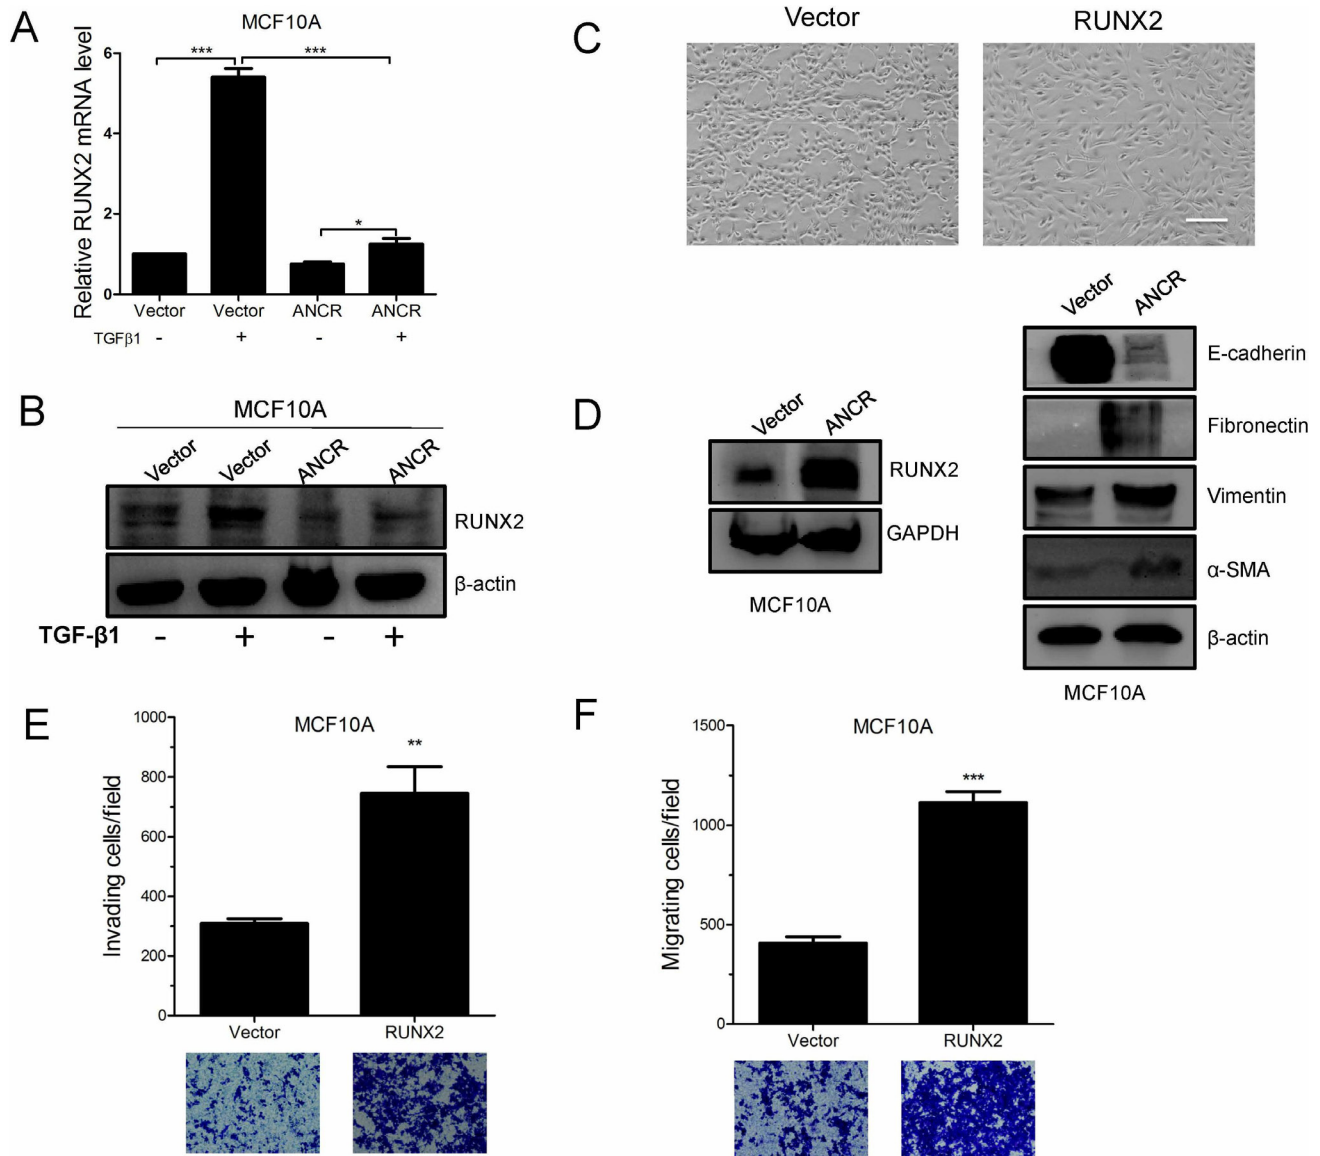 A
MCF10A
***
***
*
Relative RUNX2 mRNA level
6
4
2
0
Vector
Vector
ANCR
ANCR
TGFβ1
-
+
-
+
B
MCF10A
Vector
Vector
ANCR
ANCR
RUNX2
β-actin
TGF-β1
-
+
-
+
C
Vector
RUNX2
D
Vector
ANCR
RUNX2
GAPDH
MCF10A
Vector
ANCR
E-cadherin
Fibronectin
Vimentin
α-SMA
β-actin
MCF10A
E
MCF10A
**
Invading cells/field
1000
800
600
400
200
0
Vector
RUNX2
F
MCF10A
***
Migrating cells/field
1500
1000
500
0
Vector
RUNX2